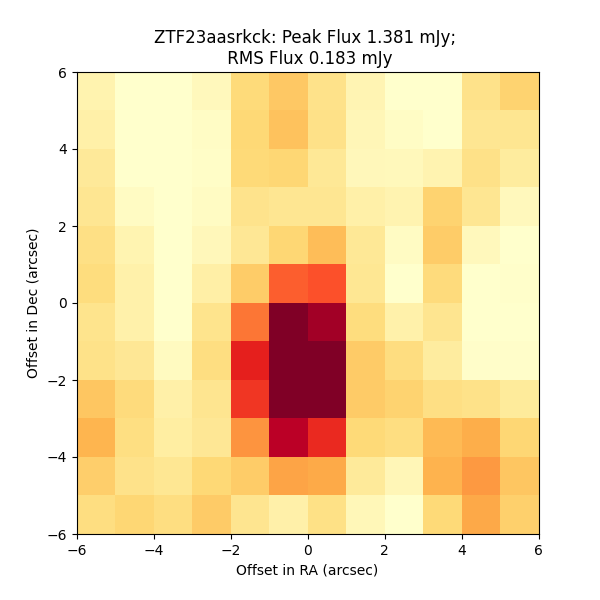 ZTF23aasrkck: Peak Flux 1.381 mJy;
RMS Flux 0.183 mJy
6
4
2
0
−2
−4
−6
Offset in Dec (arcsec)
−6 −4 −2 0 2 4 6
Offset in RA (arcsec)